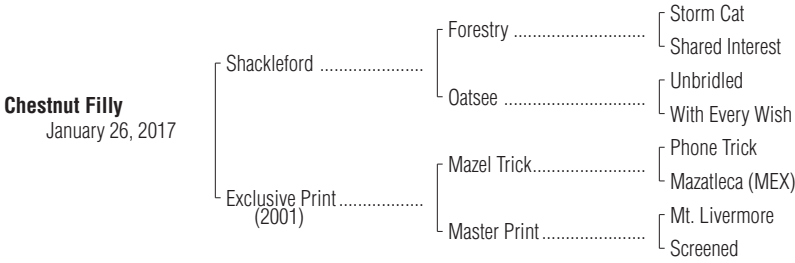 Storm Cat
Forestry ............................
Shared Interest
Shackleford ......................
Unbridled
Oatsee ..............................
With Every Wish
Chestnut Filly
January 26, 2017
Phone Trick
Mazel Trick........................
Mazatleca (MEX)
Exclusive Print..................
(2001)
Mt. Livermore
Master Print......................
Screened